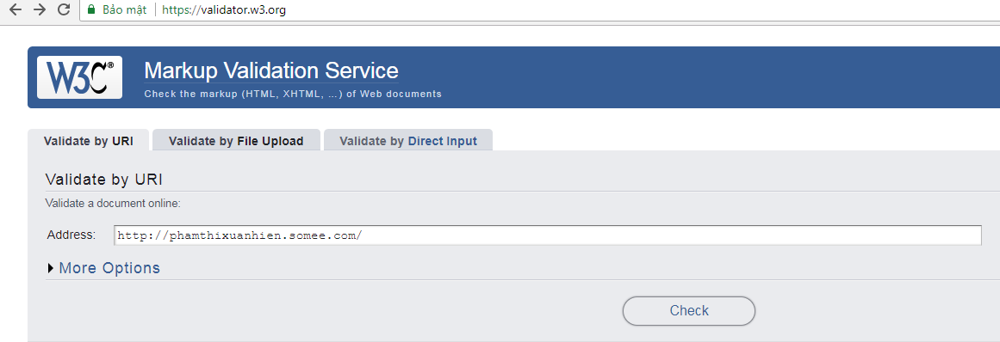 Bảo mật https://validator.w3.org
W3C® Markup Validation Service
Check the markup (HTML, XHTML, …) of Web documents
Validate by URI Validate by File Upload Validate by Direct Input
Validate by URI
Validate a document online:
Address: http://phamthixuanhien.somee.com/
More Options
Check